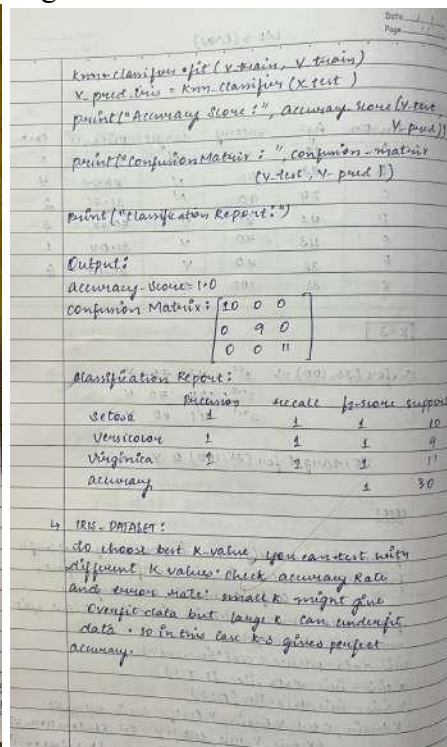 Date
Page
knn-classifier.fit (x_train, y_train)
y-pred.iris = knn.classifier (x test)
print("Accuracy Score :", accuracy score (y-test
y-pred))
print("Confusion Matrix : ", confusion-matrix
(y-test, y-pred))
print("Classification Report:")
Output:
accuracy-score=1.0
Confusion Matrix : [10 0 0
0 9 0
0 0 11]
Classification Report:
Precision recall f1-score support
Setosa 1 1 1 10
Versicolor 1 1 1 9
Virginica 1 1 1 11
accuracy 1 30
↳ IRIS-DATASET:
to choose best K-value, you can test with
different K values. Check accuracy Rate
and error rate. small k might give
overfit data but large k can underfit
data. so in this case k=3 gives perfect
accuracy.